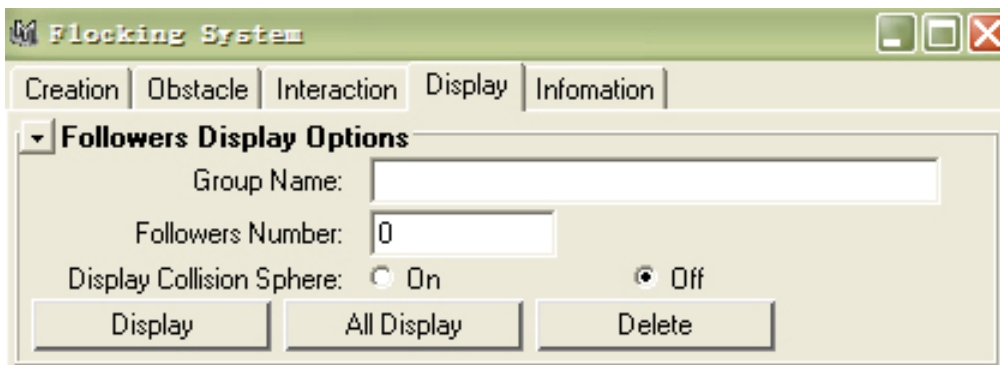 Flocking System
Creation Obstacle Interaction Display Infomation
Followers Display Options
Group Name:
Followers Number: 0
Display Collision Sphere: On Off
Display All Display Delete